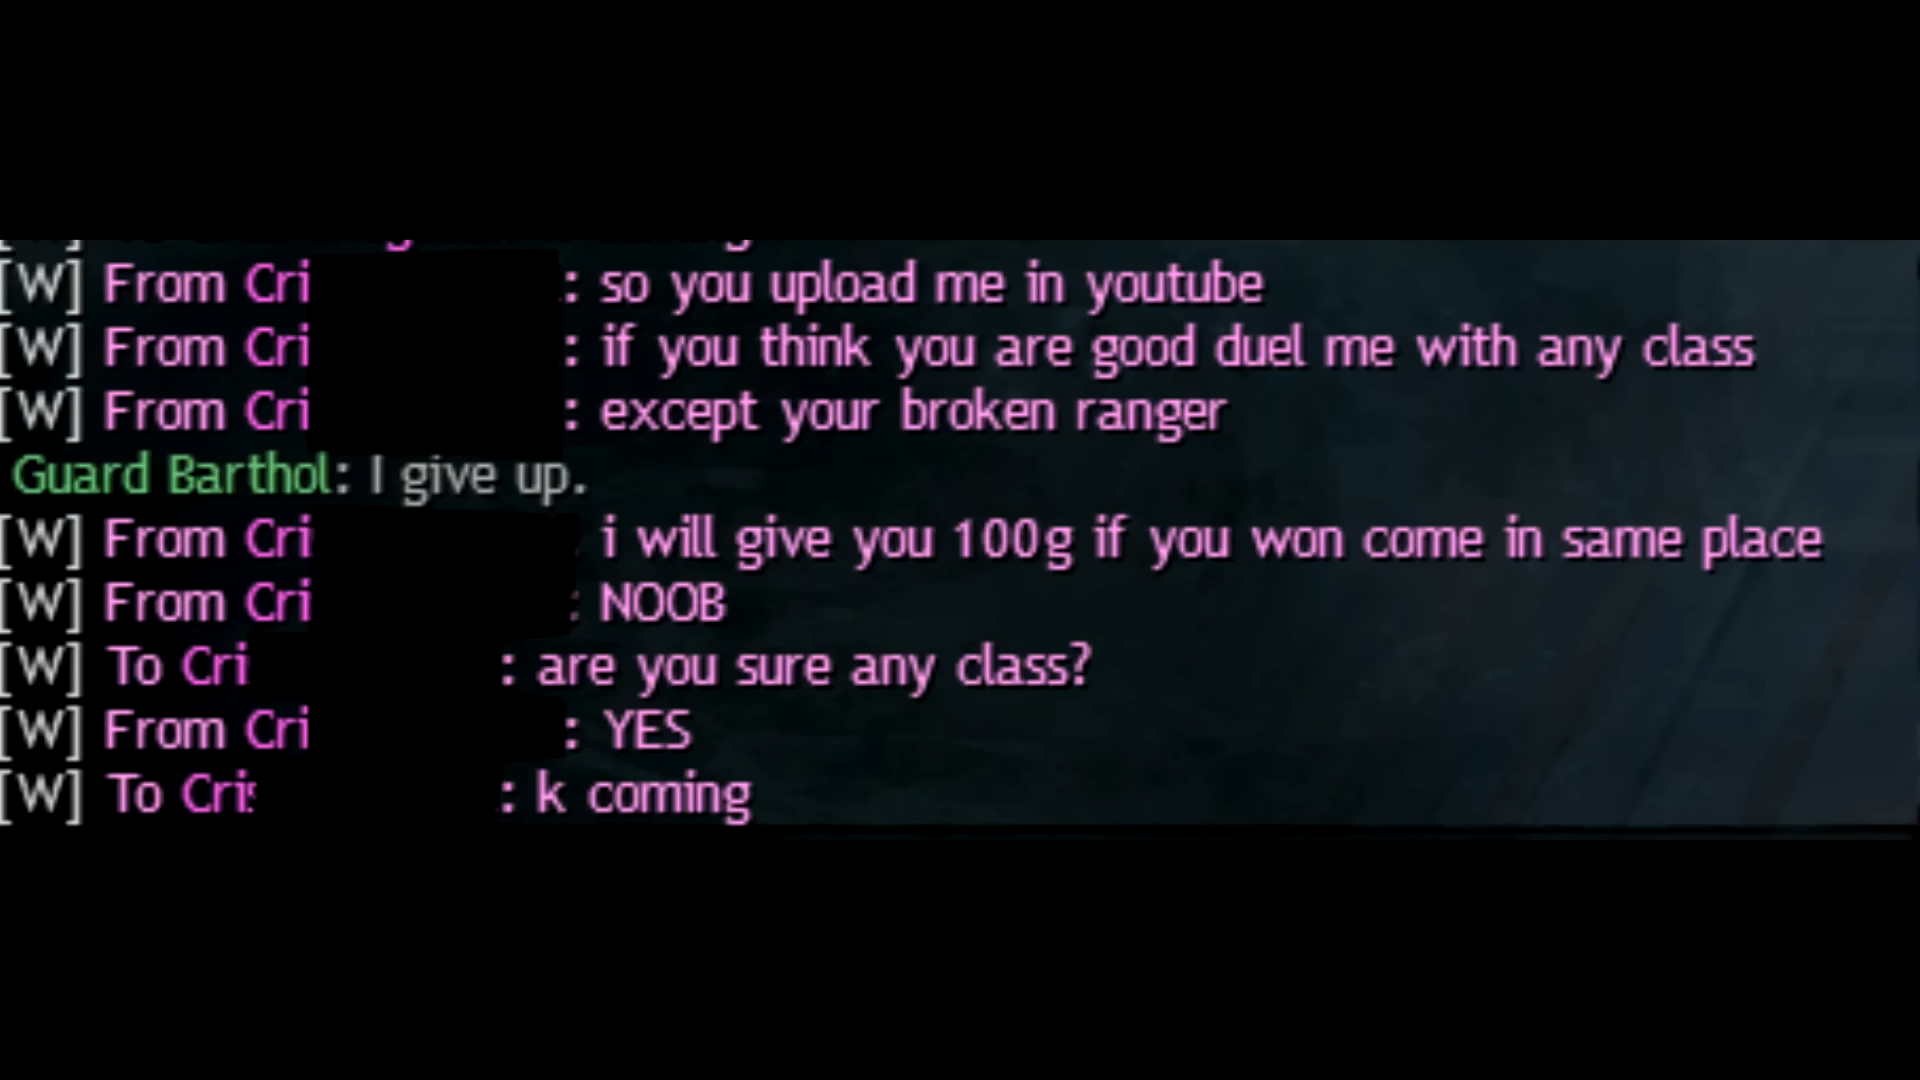 [W] From Cri : so you upload me in youtube
[W] From Cri : if you think you are good duel me with any class
[W] From Cri : except your broken ranger
Guard Barthol: I give up.
[W] From Cri i will give you 100g if you won come in same place
[W] From Cri : NOOB
[W] To Cri : are you sure any class?
[W] From Cri : YES
[W] To Cri : k coming